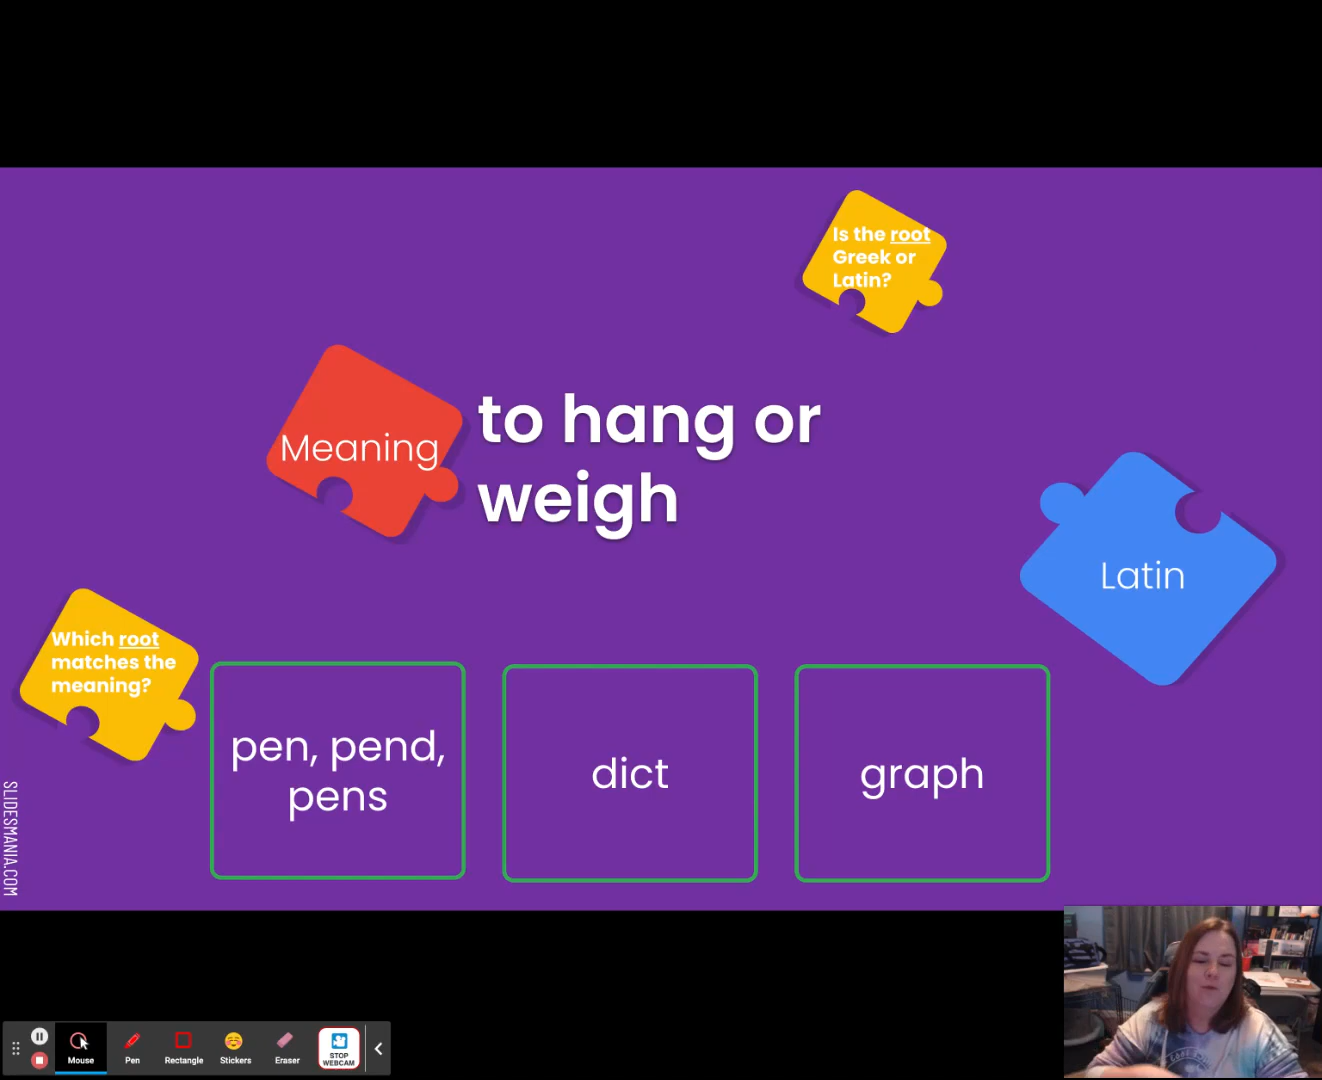 Is the root
Greek or
Latin?
Meaning
to hang or
weigh
Latin
Which root
matches the
meaning?
pen, pend,
pens
dict
graph
SLIDESMANIA.COM
Mouse
Pen
Rectangle
Stickers
Eraser
STOP
WEBCAM